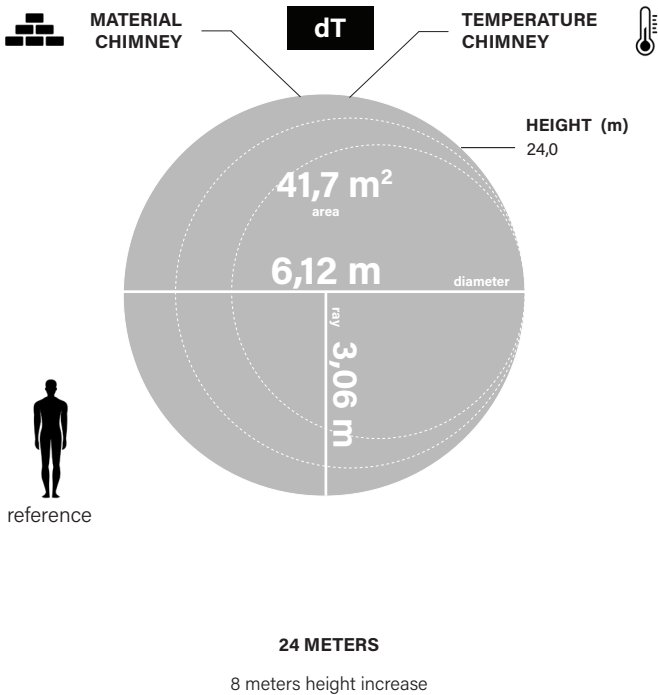 MATERIAL
CHIMNEY
dT
TEMPERATURE
CHIMNEY
HEIGHT (m)
24,0
41,7 m²
area
6,12 m
diameter
ray
3,06 m
reference
24 METERS
8 meters height increase